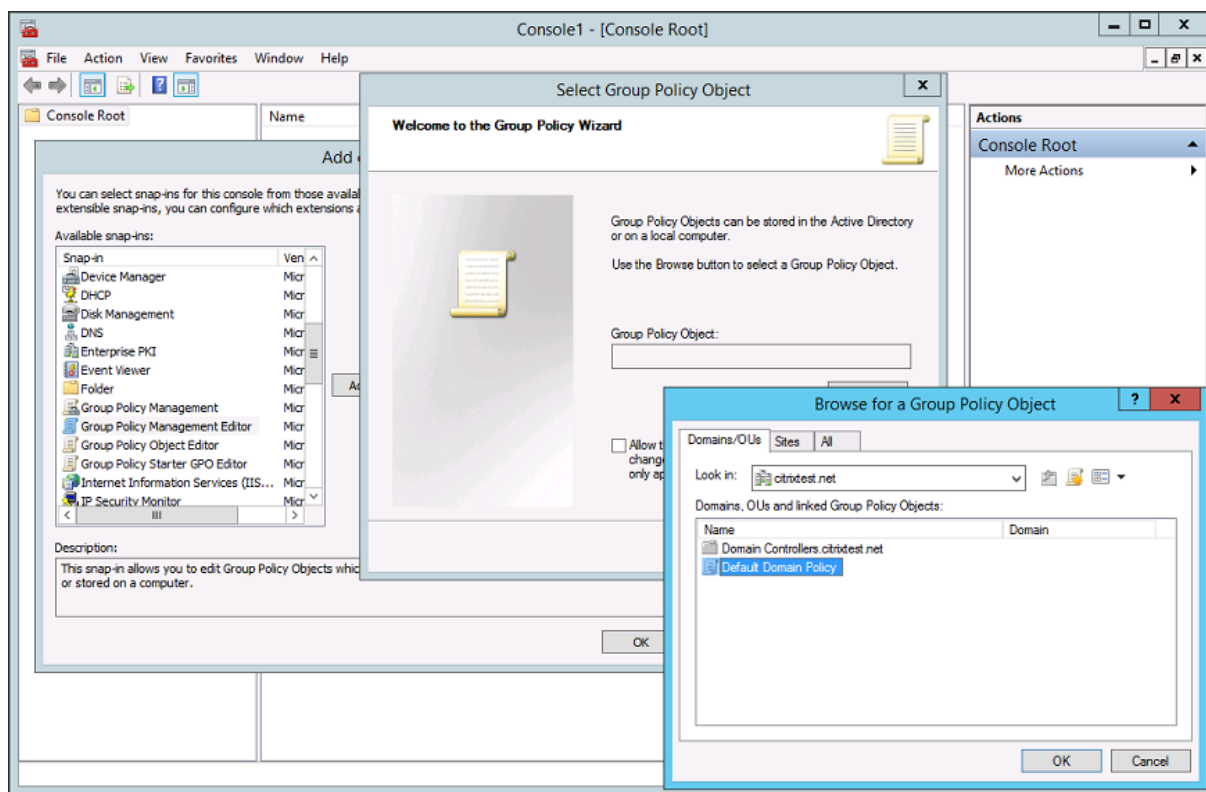 Console1 - [Console Root]
File Action View Favorites Window Help
Console Root
Name
Actions
Console Root
More Actions
Add
You can select snap-ins for this console from those
extensible snap-ins, you can configure which extensions
Available snap-ins:
Snap-in Ven
Device Manager Micr
DHCP Micr
Disk Management Micr
DNS Micr
Enterprise PKI Micr
Event Viewer Micr
Folder Micr
Group Policy Management Micr
Group Policy Management Editor Micr
Group Policy Object Editor Micr
Group Policy Starter GPO Editor Micr
Internet Information Services (IIS... Micr
IP Security Monitor Micr
Description:
This snap-in allows you to edit Group Policy Objects
or stored on a computer.
OK
Select Group Policy Object
Welcome to the Group Policy Wizard
Group Policy Objects can be stored in the Active Directory
or on a local computer.
Use the Browse button to select a Group Policy Object.
Group Policy Object:
Allow
only
Browse for a Group Policy Object
Domains/OUs Sites All
Look in: citrixtest.net
Domains, OUs and linked Group Policy Objects:
Name Domain
Domain Controllers.citrixtest.net
Default Domain Policy
OK Cancel